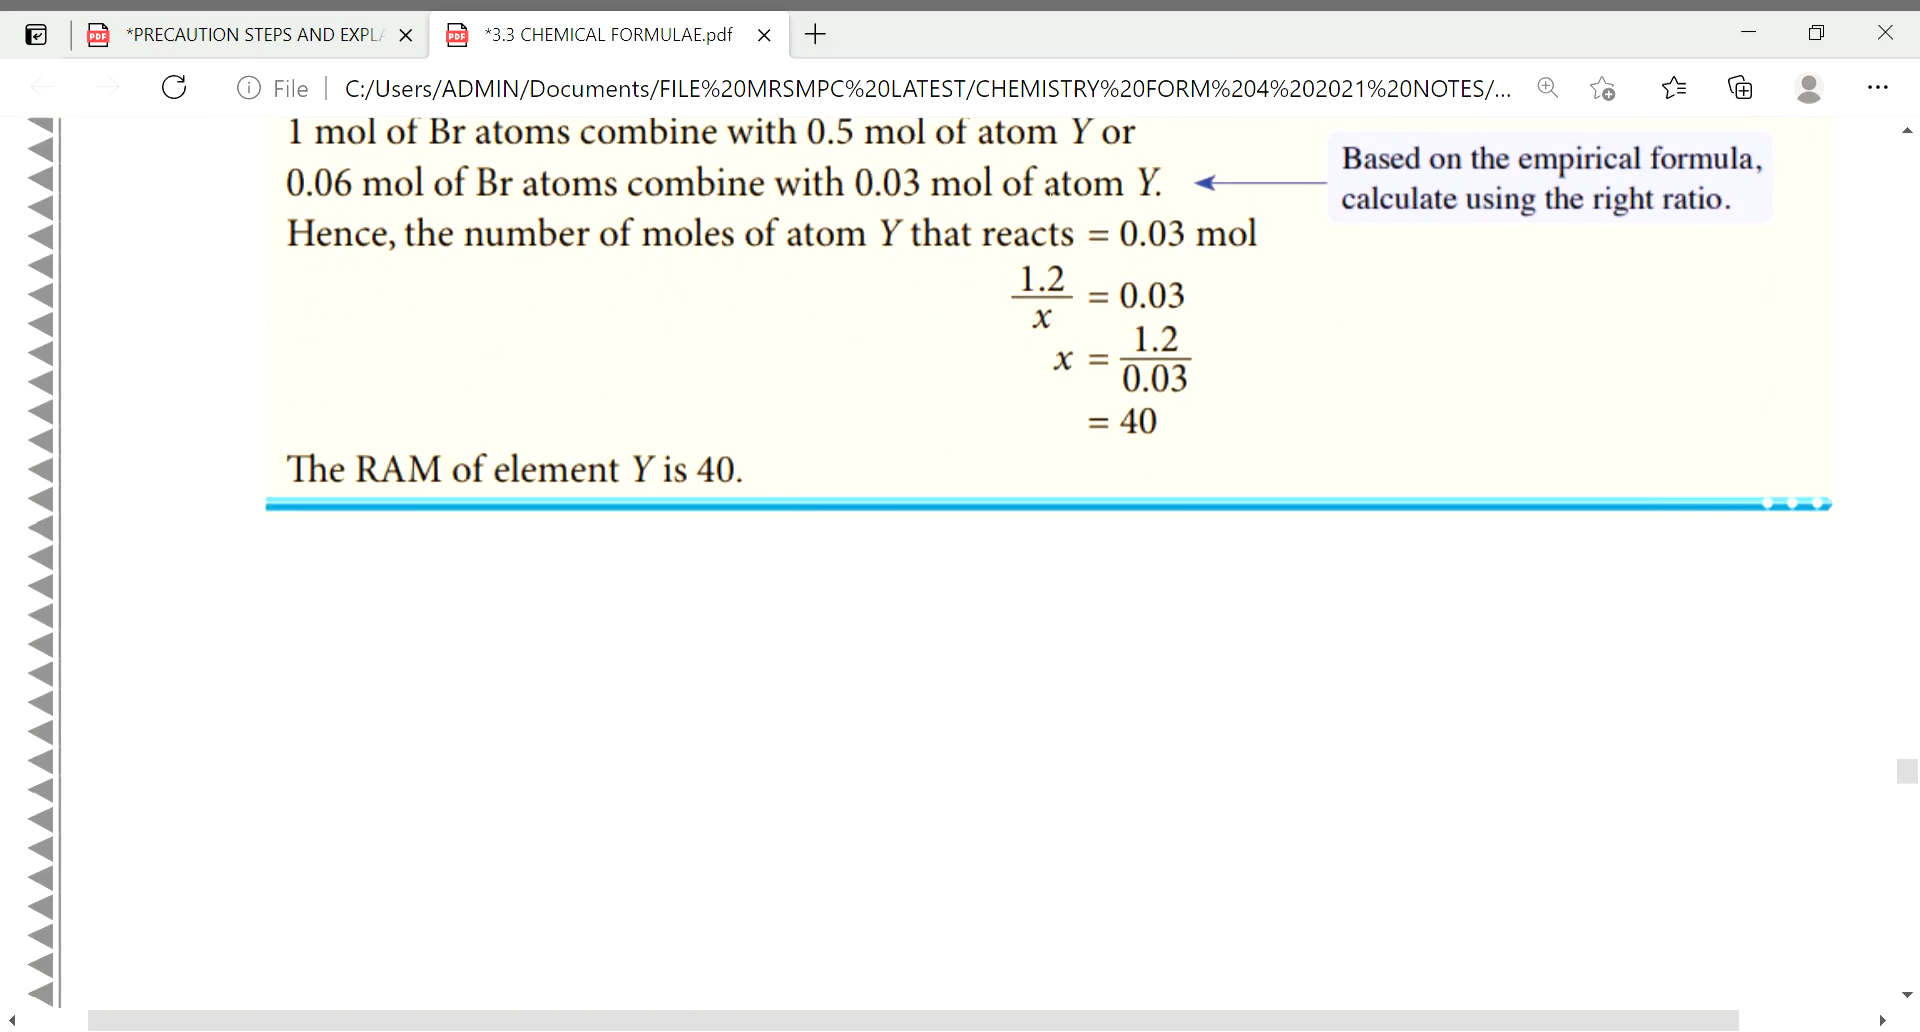 *PRECAUTION STEPS AND EXPLA
*3.3 CHEMICAL FORMULAE.pdf
File
C:/Users/ADMIN/Documents/FILE%20MRSMPC%20LATEST/CHEMISTRY%20FORM%204%202021%20NOTES/...
1 mol of Br atoms combine with 0.5 mol of atom Y or
0.06 mol of Br atoms combine with 0.03 mol of atom Y.
Based on the empirical formula,
calculate using the right ratio.
Hence, the number of moles of atom Y that reacts = 0.03 mol
1.2/x = 0.03
x = 1.2/0.03
= 40
The RAM of element Y is 40.